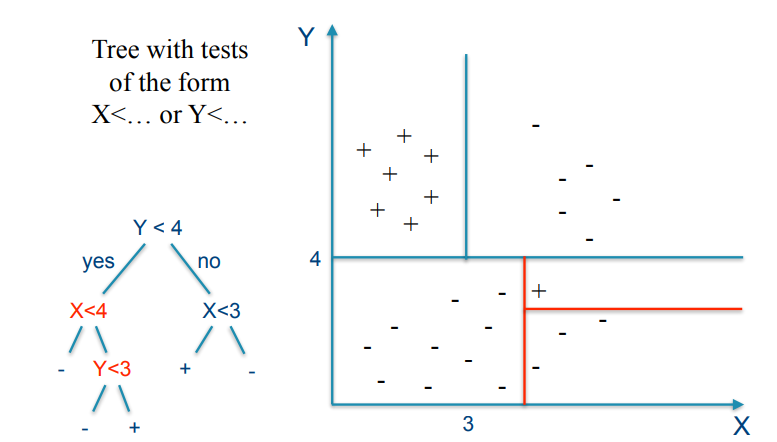 Tree with tests
of the form
X<... or Y<...
Y < 4
yes no
X<4 X<3
- Y<3 + -
- +
Y
4
3
X
+ + + + + + +
- - - - - -
- - - - - - - - - - -
+
- - -